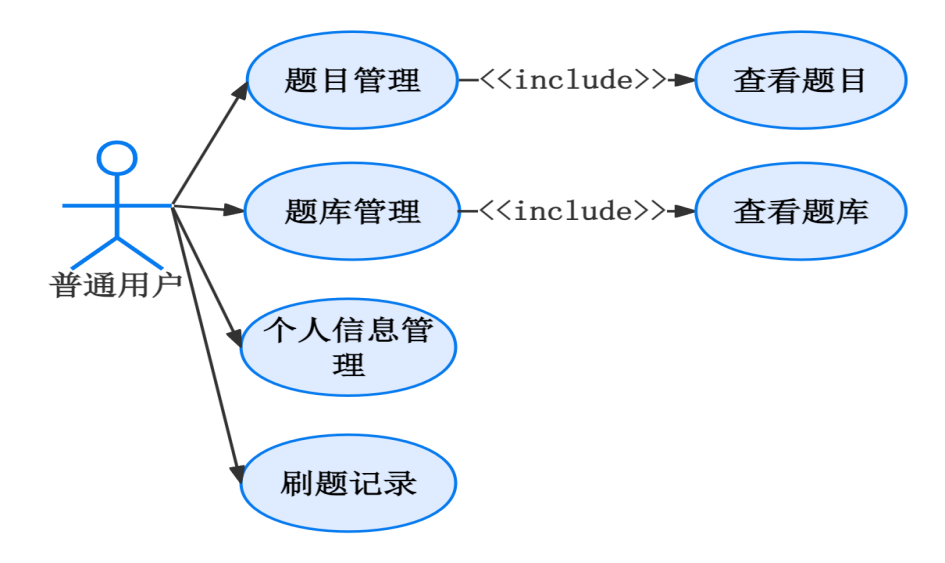 题目管理
<<include>>
查看题目
题库管理
<<include>>
查看题库
普通用户
个人信息管
理
刷题记录